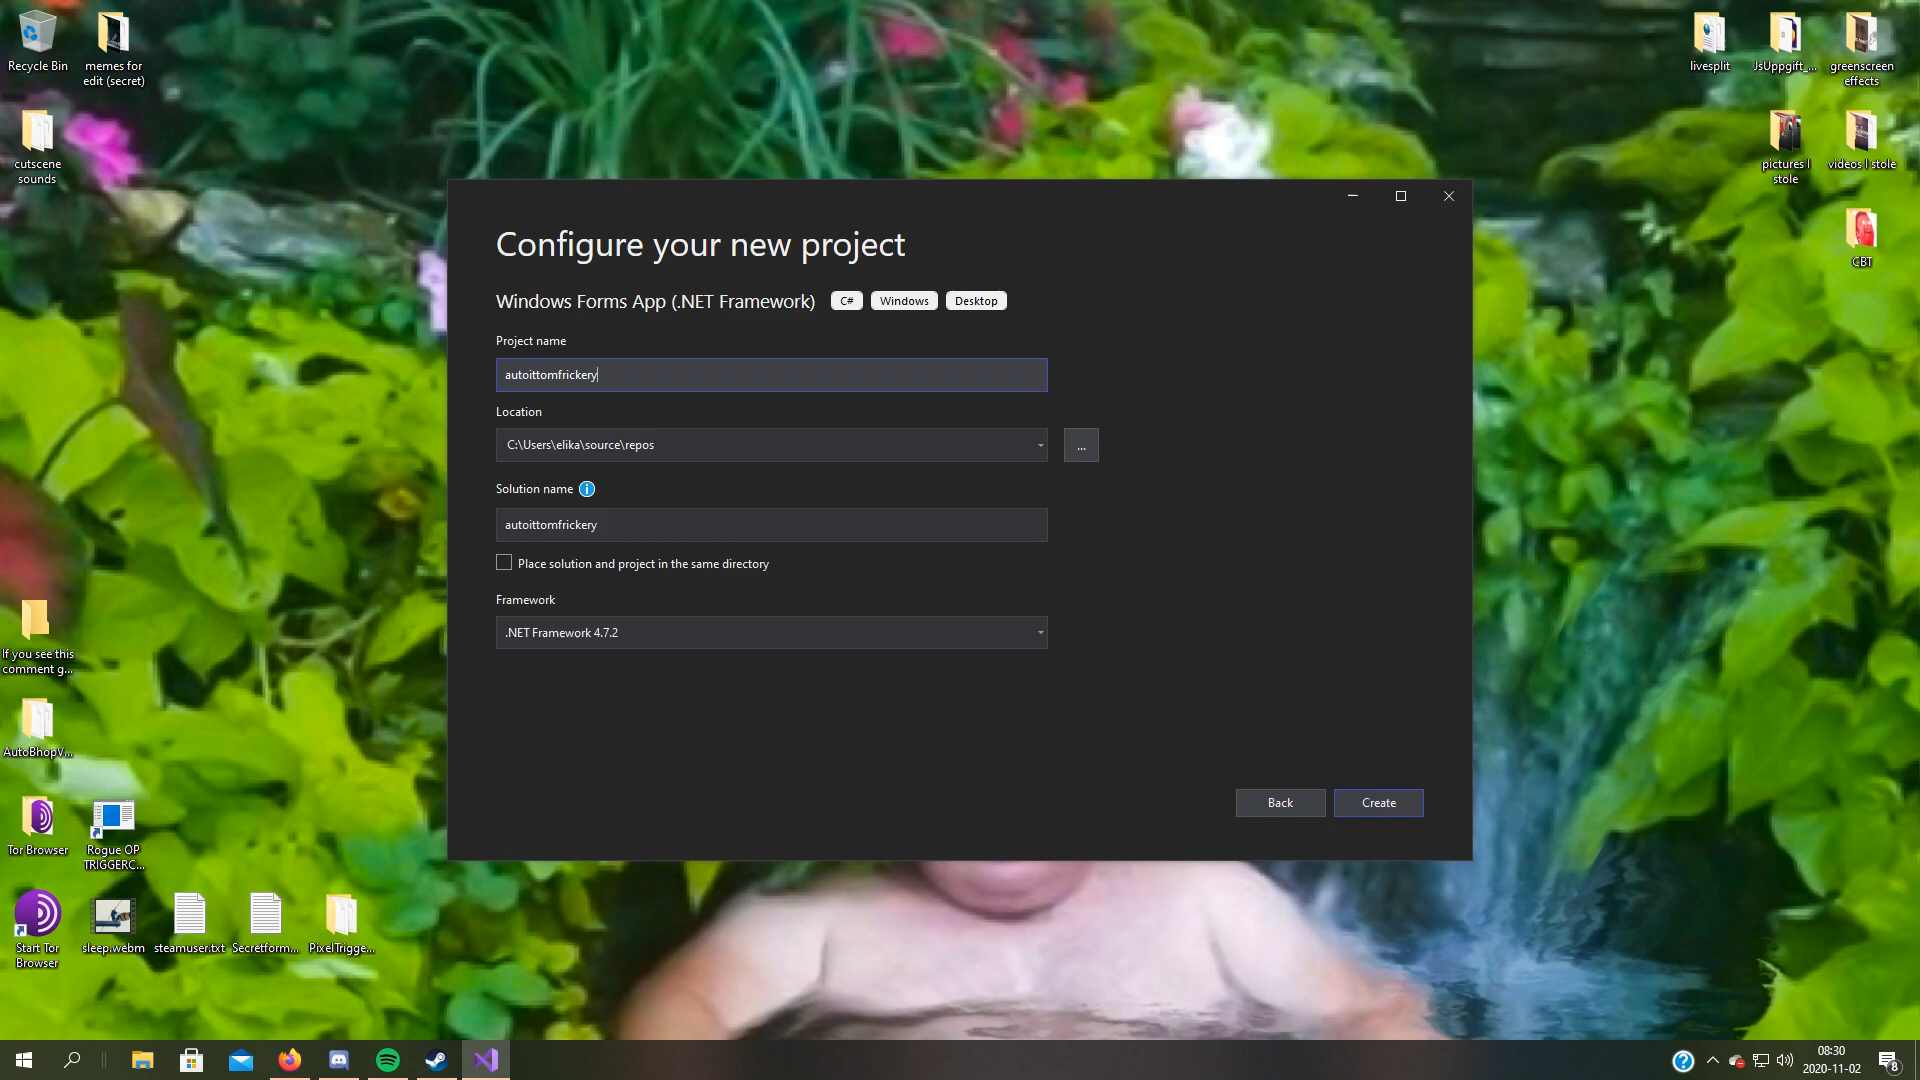 Recycle Bin
memes for
edit (secret)
cutscene
sounds
livesplit
JsUppgift_...
greenscreen
effects
pictures I
stole
videos I stole
CBT
Configure your new project
Windows Forms App (.NET Framework)
C#
Windows
Desktop
Project name
autoittomfrickery
Location
C:\Users\elika\source\repos
...
Solution name
autoittomfrickery
Place solution and project in the same directory
Framework
.NET Framework 4.7.2
Back
Create
If you see this
comment g...
AutoBhopV...
Tor Browser
Rogue OP
TRIGGERC...
Start Tor
Browser
sleep.webm
steamuser.txt
Secretform...
PixelTrigge...
08:30
2020-11-02
8